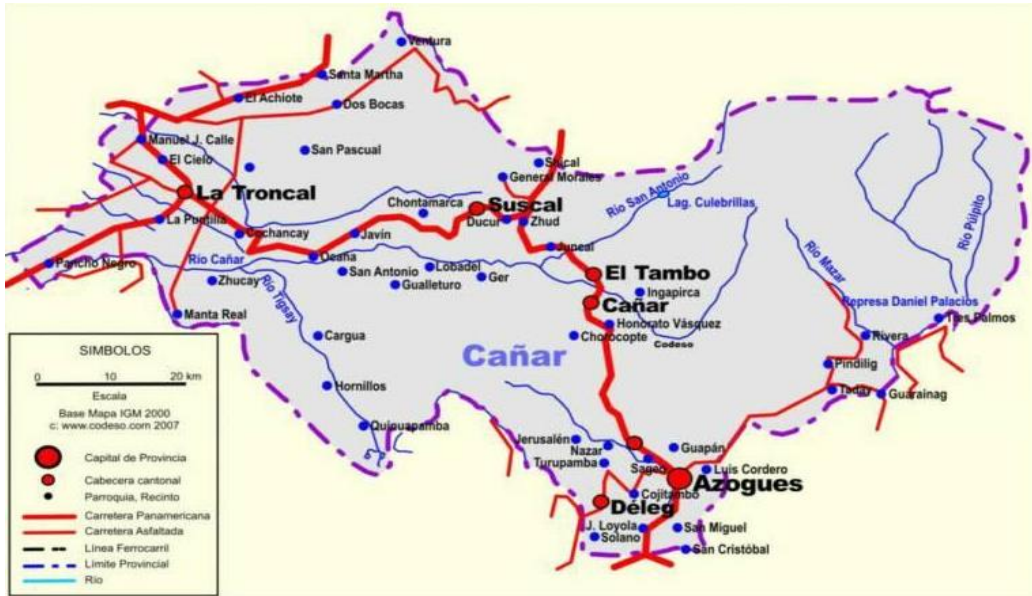 Ventura
Santa Martha
El Achiote
Dos Bocas
Manuel J. Calle
El Cielo
San Pascual
Shical
General Morales
La Troncal
Suscal
Chontamarca
Ducur
Zhud
Río San Antonio
Lag. Culebrillas
Río Púlpito
La Puntilla
Cochancay
Javín
Juncal
Río Cañar
Oceana
Pancho Negro
Zhucay
Río Tigsay
San Antonio
Lobadel
Gualleturo
Ger
El Tambo
Ingapirca
Río Mazar
Represa Daniel Palacios
Cañar
Manta Real
Honorato Vásquez
Tres Palmos
Cargua
Chorocopte
Codeso
Rivera
Cañar
Pindilig
Hornillos
Taday
Guarainag
Quipuapamba
Jerusalén
Nazar
Guapán
Turupamba
Sageo
Luis Cordero
Azogues
Cojitambo
Déleg
J. Loyola
San Miguel
Solano
San Cristóbal
SIMBOLOS
0 10 20 km
Escala
Base Mapa IGM 2000
c: www.codeso.com 2007
Capital de Provincia
Cabecera cantonal
Parroquia, Recinto
Carretera Panamericana
Carretera Asfaltada
Línea Ferrocarril
Límite Provincial
Río